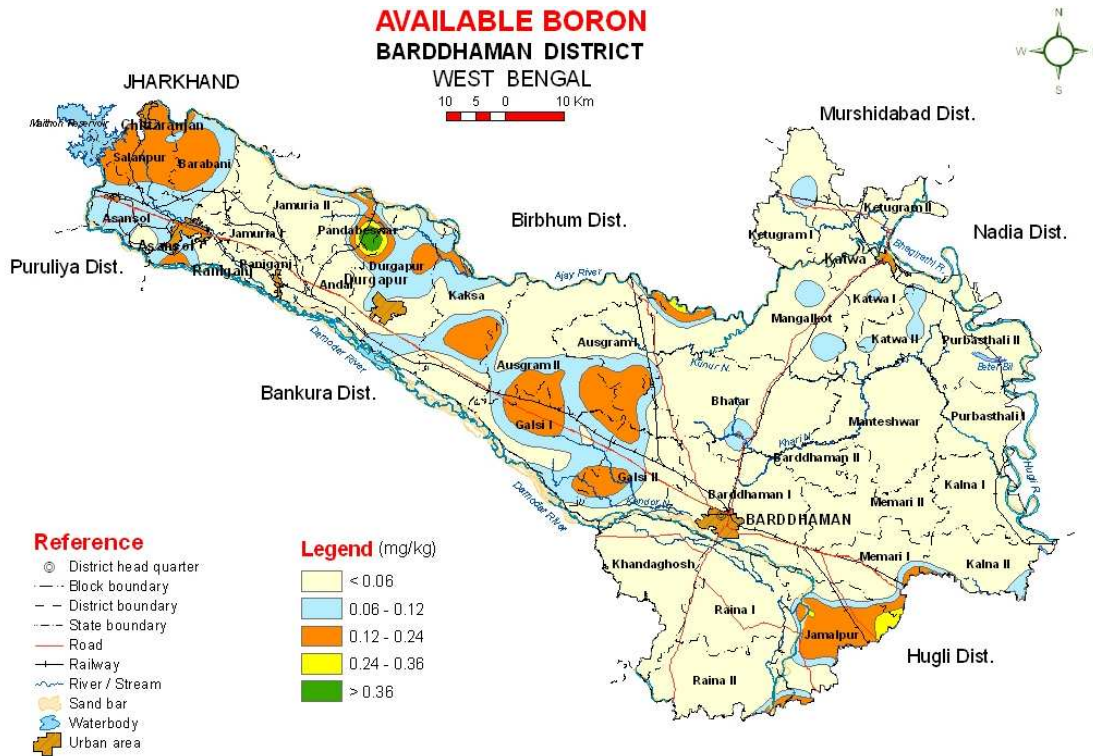 AVAILABLE BORON
BARDDHAMAN DISTRICT
WEST BENGAL
10 5 0 10 Km
N
W
S
JHARKHAND
Murshidabad Dist.
Maithon Reservoir
Chittaranjan
Salanpur
Barabani
Ketugram II
Jamuria II
Birbhum Dist.
Nadia Dist.
Asansol
Pandabeswar
Ketugram I
Jamuria I
Asansol
Bhagirathi R.
Katwa
Puruliya Dist.
Raniganj
Raniganj
Durgapur
Andal
Durgapur
Ajay River
Kaksa
Katwa I
Mangalkot
Damodar River
Ausgram I
Katwa II
Purbasthali II
Kunur N.
Beter Bil
Ausgram II
Bankura Dist.
Bhatar
Purbasthali I
Galsi I
Manteshwar
Khari N.
Barddhaman II
Hugli R.
Galsi II
Kalna I
Damodar River
Barddhaman I
Memari II
BARDDHAMAN
Memari I
Khandaghosh
Kalna II
Raina I
Jamalpur
Hugli Dist.
Raina II
Reference
District head quarter
Block boundary
District boundary
State boundary
Road
Railway
River / Stream
Sand bar
Waterbody
Urban area
Legend (mg/kg)
< 0.06
0.06 - 0.12
0.12 - 0.24
0.24 - 0.36
> 0.36